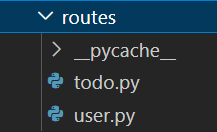 routes
__pycache__
todo.py
user.py